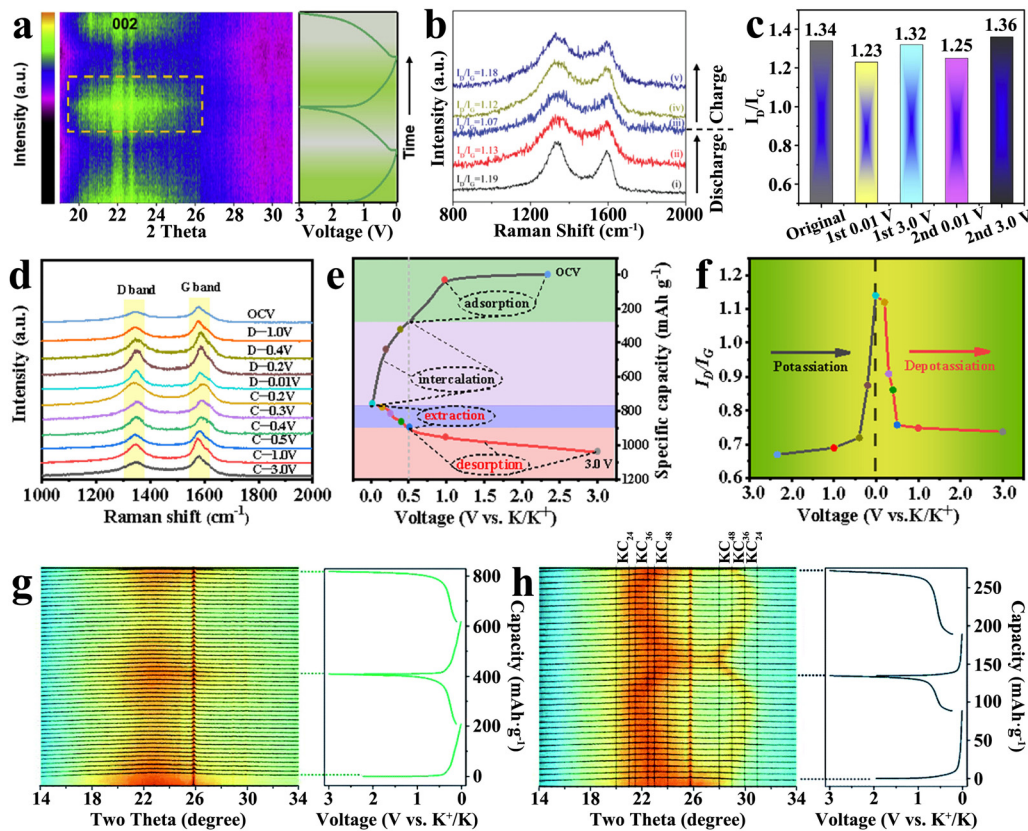 a
002
Intensity (a.u.)
20 22 24 26 28 30
2 Theta
Time
3 2 1 0
Voltage (V)
b
Intensity (a.u.)
I_D/I_G=1.18
(v)
I_D/I_G=1.12
(iv)
I_D/I_G=1.07
(iii)
I_D/I_G=1.13
(ii)
I_D/I_G=1.19
(i)
Discharge
Charge
800 1200 1600 2000
Raman Shift (cm⁻¹)
c
I_D/I_G
1.4
1.2
1.0
0.8
0.6
1.34
1.23
1.32
1.25
1.36
Original
1st 0.01 V
1st 3.0 V
2nd 0.01 V
2nd 3.0 V
d
Intensity (a.u.)
D band
G band
OCV
D—1.0V
D—0.4V
D—0.2V
D—0.01V
C—0.2V
C—0.3V
C—0.4V
C—0.5V
C—1.0V
C—3.0V
1000 1200 1400 1600 1800 2000
Raman shift (cm⁻¹)
e
OCV
adsorption
intercalation
extraction
desorption
3.0 V
0
200
400
600
800
1000
1200
Specific capacity (mAh g⁻¹)
0.0 0.5 1.0 1.5 2.0 2.5 3.0
Voltage (V vs. K/K⁺)
f
I_D/I_G
1.2
1.1
1.0
0.9
0.8
0.7
0.6
Potassiation
Depotassiation
3.0 2.0 1.0 0.0 1.0 2.0 3.0
Voltage (V vs.K/K⁺)
g
14 18 22 26 30 34
Two Theta (degree)
3 2 1 0
Voltage (V vs. K⁺/K)
800
600
400
200
0
Capacity (mAh·g⁻¹)
h
KC₂₄
KC₃₆
KC₄₈
KC₄₈
KC₃₆
KC₂₄
14 18 22 26 30 34
Two Theta (degree)
3 2 1 0
Voltage (V vs. K⁺/K)
250
200
150
100
50
0
Capacity (mAh·g⁻¹)